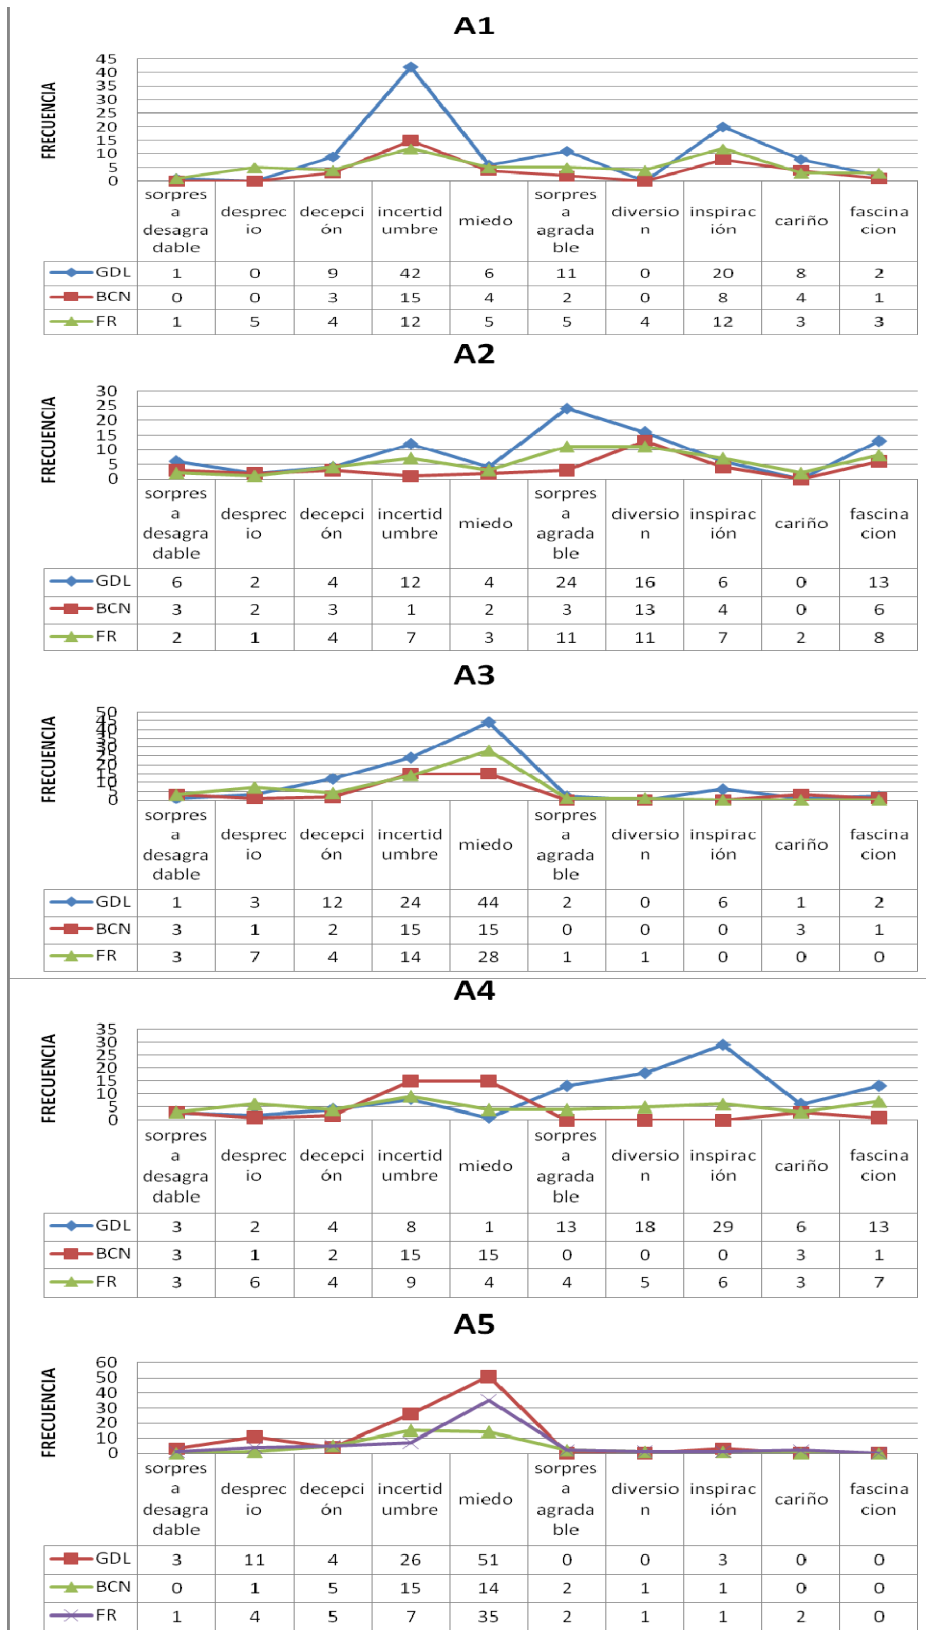 A1
FRECUENCIA
45
40
35
30
25
20
15
10
5
0
sorpres
a
desagra
dable
desprec
io
decepci
ón
incertid
umbre
miedo
sorpres
a
agrada
ble
diversio
n
inspirac
ión
cariño
fascina
cion
GDL 1 0 9 42 6 11 0 20 8 2
BCN 0 0 3 15 4 2 0 8 4 1
FR 1 5 4 12 5 5 4 12 3 3
A2
FRECUENCIA
30
25
20
15
10
5
0
sorpres
a
desagra
dable
desprec
io
decepci
ón
incertid
umbre
miedo
sorpres
a
agrada
ble
diversio
n
inspirac
ión
cariño
fascina
cion
GDL 6 2 4 12 4 24 16 6 0 13
BCN 3 2 3 1 2 3 13 4 0 6
FR 2 1 4 7 3 11 11 7 2 8
A3
FRECUENCIA
50
45
40
35
30
25
20
15
10
5
0
sorpres
a
desagra
dable
desprec
io
decepci
ón
incertid
umbre
miedo
sorpres
a
agrada
ble
diversio
n
inspirac
ión
cariño
fascina
cion
GDL 1 3 12 24 44 2 0 6 1 2
BCN 3 1 2 15 15 0 0 0 3 1
FR 3 7 4 14 28 1 1 0 0 0
A4
FRECUENCIA
35
30
25
20
15
10
5
0
sorpres
a
desagra
dable
desprec
io
decepci
ón
incertid
umbre
miedo
sorpres
a
agrada
ble
diversio
n
inspirac
ión
cariño
fascina
cion
GDL 3 2 4 8 1 13 18 29 6 13
BCN 3 1 2 15 15 0 0 0 3 1
FR 3 6 4 9 4 4 5 6 3 7
A5
FRECUENCIA
60
50
40
30
20
10
0
sorpres
a
desagra
dable
desprec
io
decepci
ón
incertid
umbre
miedo
sorpres
a
agrada
ble
diversio
n
inspirac
ión
cariño
fascina
cion
GDL 3 11 4 26 51 0 0 3 0 0
BCN 0 1 5 15 14 2 1 1 0 0
FR 1 4 5 7 35 2 1 1 2 0